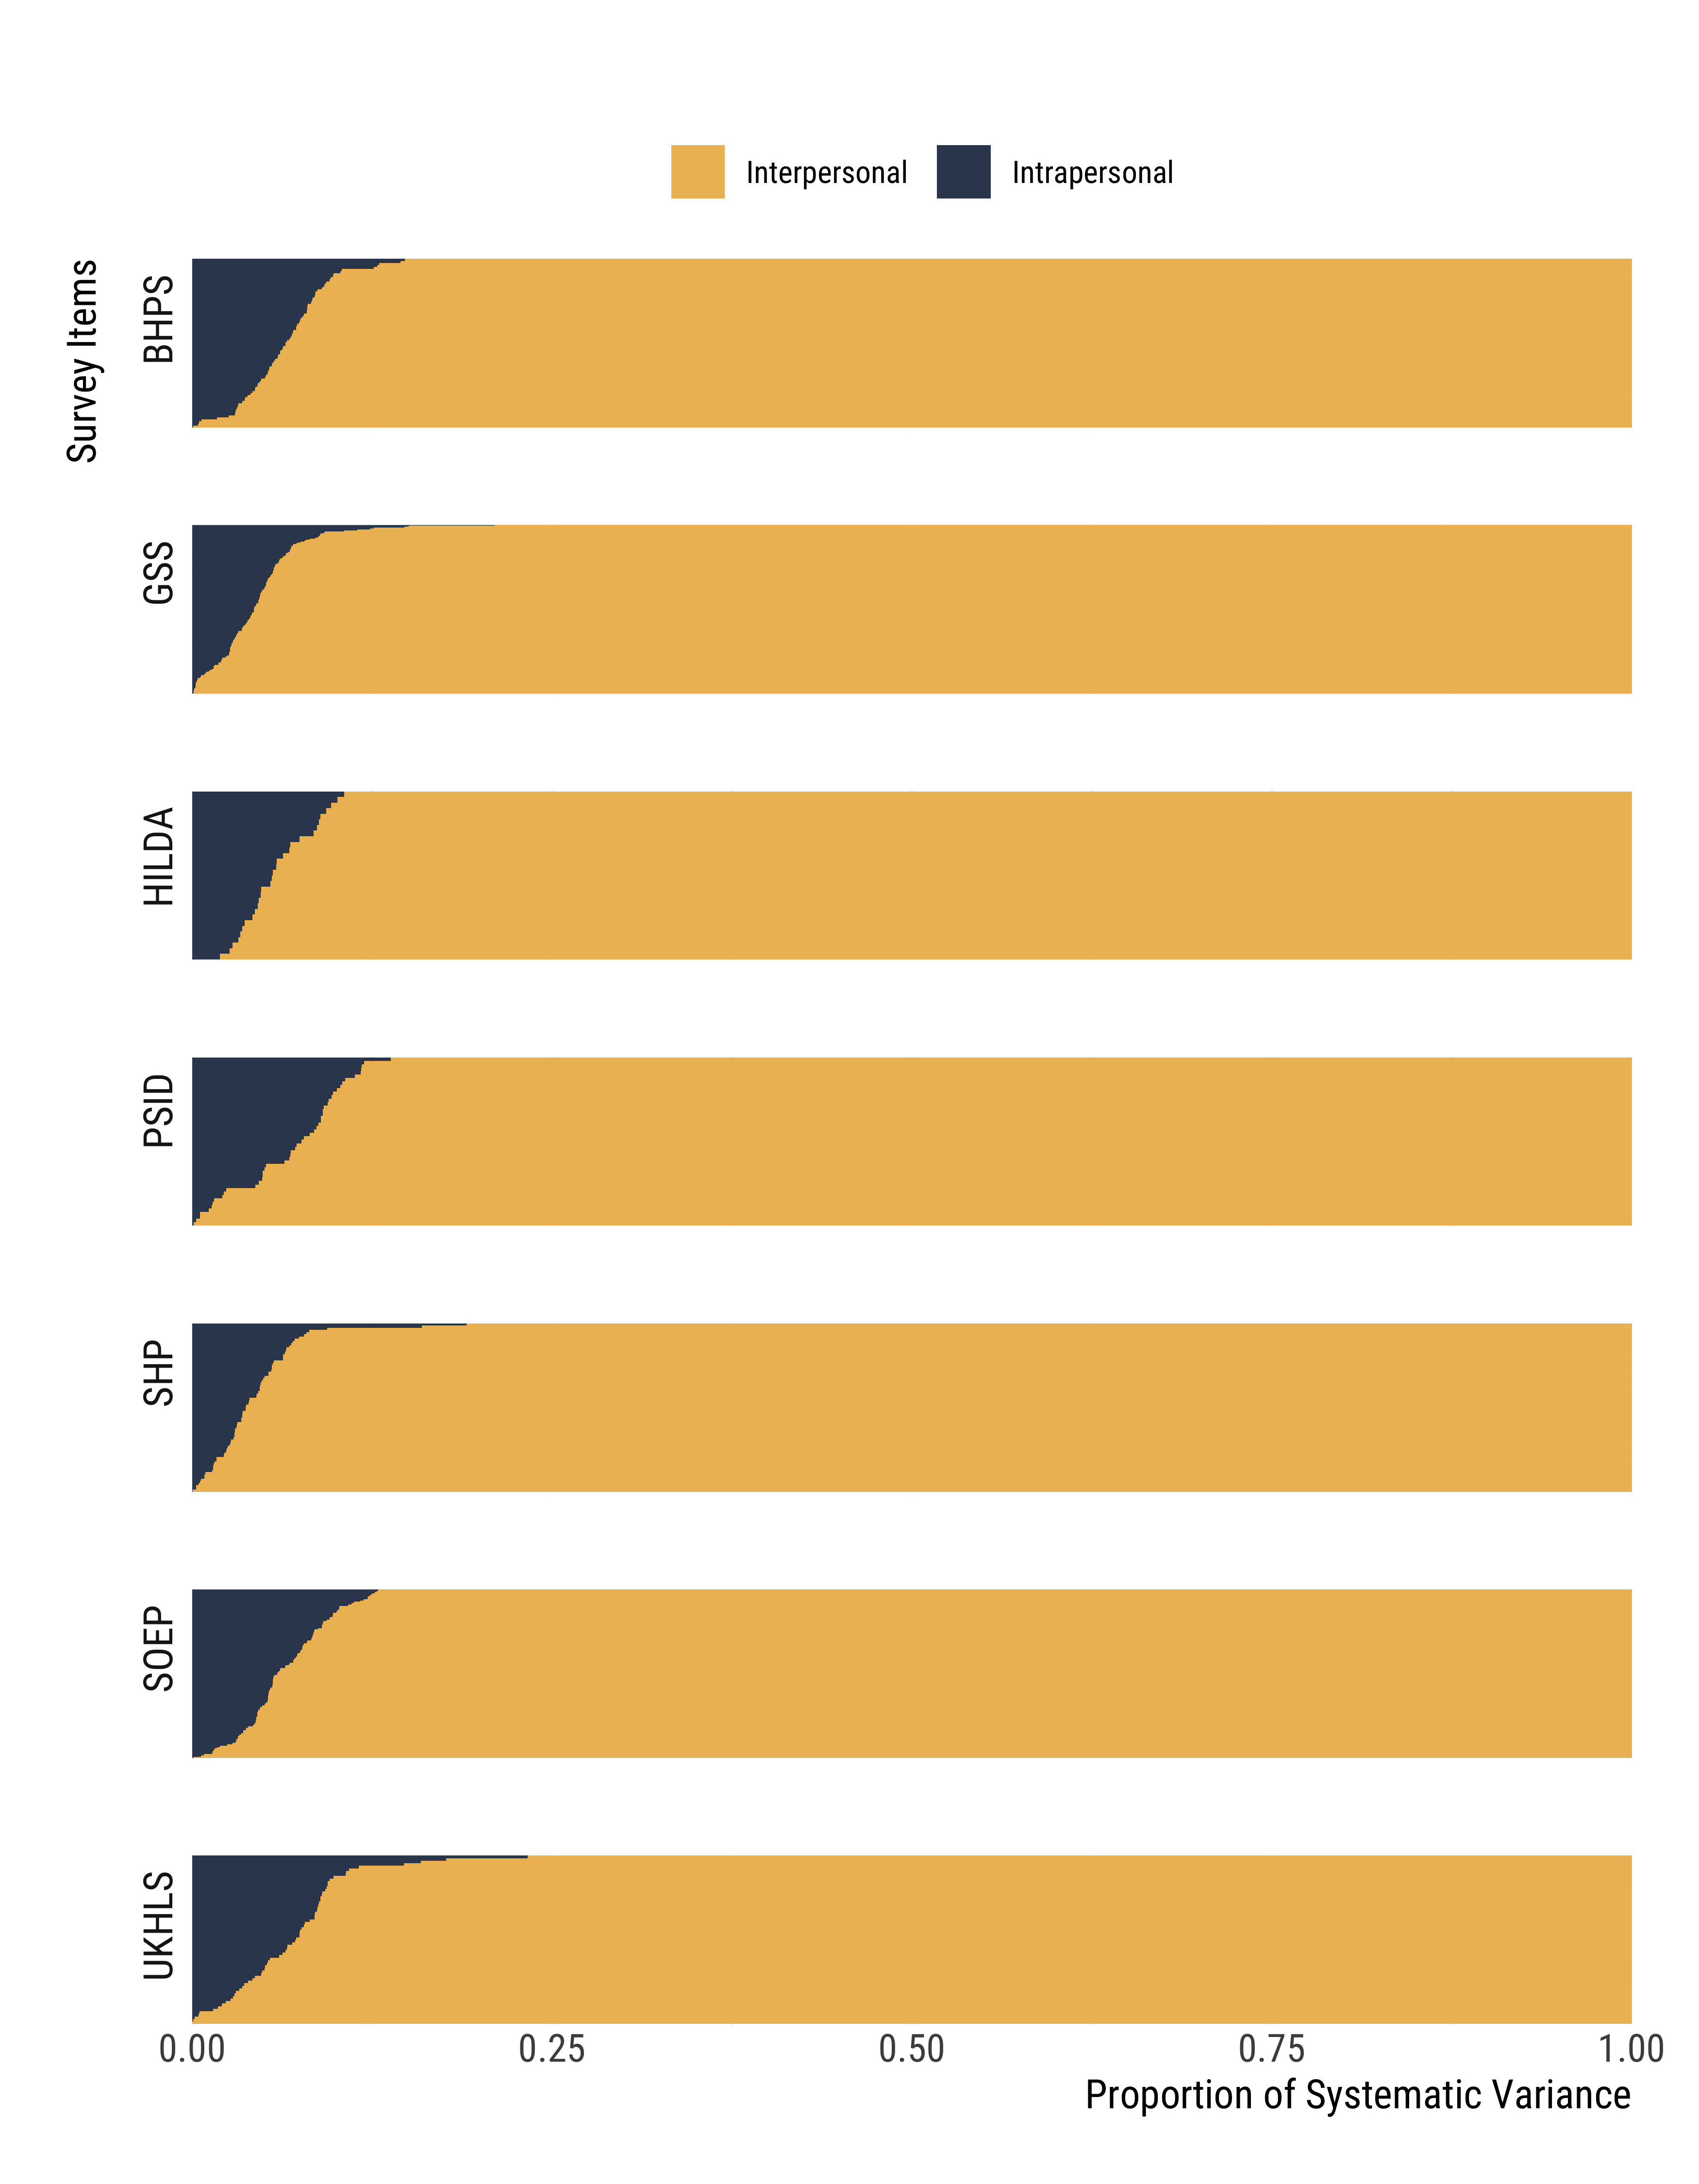 Interpersonal Intrapersonal
Survey Items
BHPS
GSS
HILDA
PSID
SHP
SOEP
UKHLS
0.00 0.25 0.50 0.75 1.00
Proportion of Systematic Variance